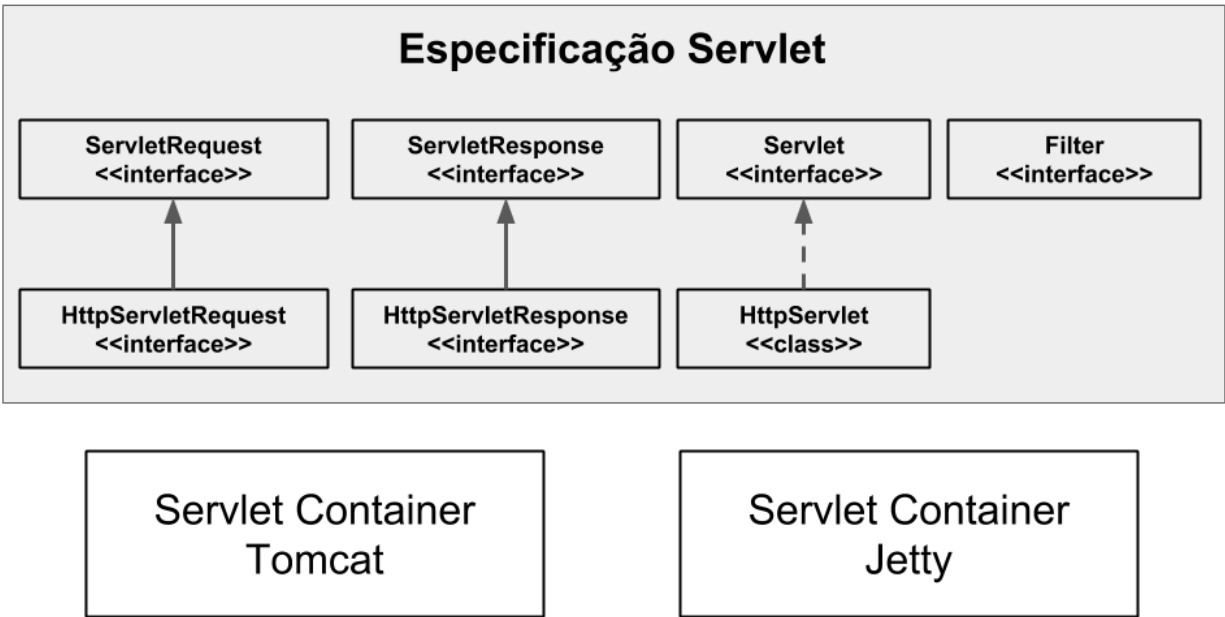 Especificação Servlet
ServletRequest
<<interface>>
ServletResponse
<<interface>>
Servlet
<<interface>>
Filter
<<interface>>
HttpServletRequest
<<interface>>
HttpServletResponse
<<interface>>
HttpServlet
<<class>>
Servlet Container
Tomcat
Servlet Container
Jetty